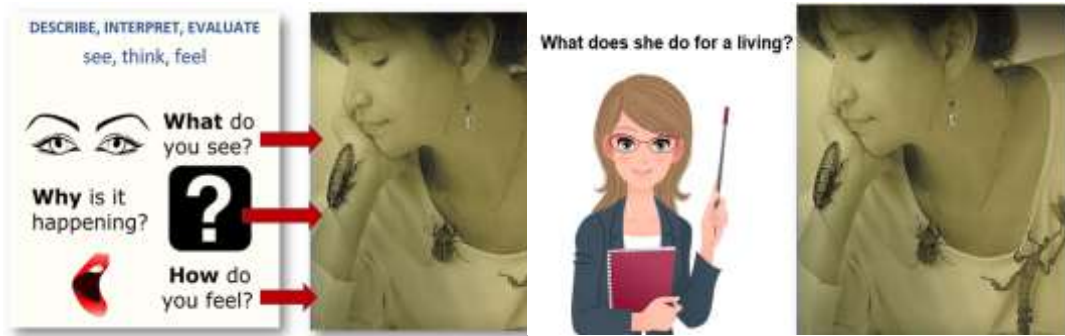 DESCRIBE, INTERPRET, EVALUATE
see, think, feel
What do
you see?
Why is it
happening?
?
How do
you feel?
What does she do for a living?